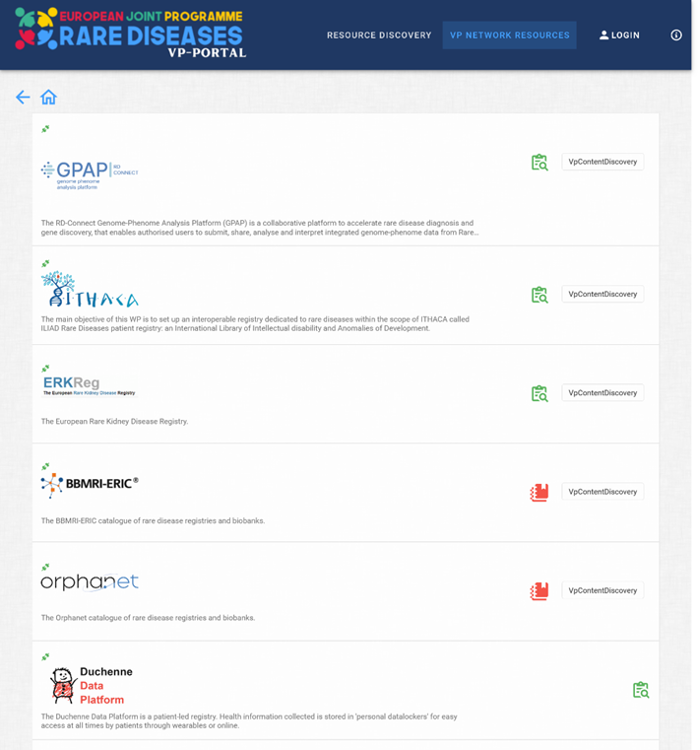 EUROPEAN JOINT PROGRAMME
RARE DISEASES
VP-PORTAL
RESOURCE DISCOVERY VP NETWORK RESOURCES LOGIN
GPAP RD CONNECT
genome phenome
analysis platform
VpContentDiscovery
The RD-Connect Genome-Phenome Analysis Platform (GPAP) is a collaborative platform to accelerate rare disease diagnosis and
gene discovery, that enables authorised users to submit, share, analyse and interpret integrated genome-phenome data from Rare...
ITHACA
VpContentDiscovery
The main objective of this WP is to set up an interoperable registry dedicated to rare diseases within the scope of ITHACA called
ILIAD Rare Diseases patient registry: an International Library of Intellectual disability and Anomalies of Development.
ERKReg
The European Rare Kidney Disease Registry
VpContentDiscovery
The European Rare Kidney Disease Registry.
BBMRI-ERIC®
VpContentDiscovery
The BBMRI-ERIC catalogue of rare disease registries and biobanks.
orphanet
VpContentDiscovery
The Orphanet catalogue of rare disease registries and biobanks.
Duchenne
Data
Platform
The Duchenne Data Platform is a patient-led registry. Health information collected is stored in 'personal datalockers' for easy
access at all times by patients through wearables or online.